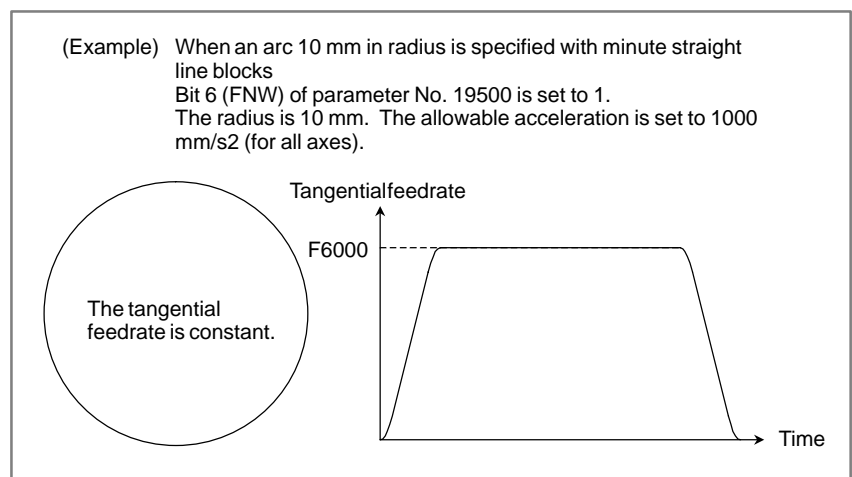 (Example) When an arc 10 mm in radius is specified with minute straight
line blocks
Bit 6 (FNW) of parameter No. 19500 is set to 1.
The radius is 10 mm. The allowable acceleration is set to 1000
mm/s2 (for all axes).
Tangentialfeedrate
F6000
The tangential
feedrate is constant.
Time